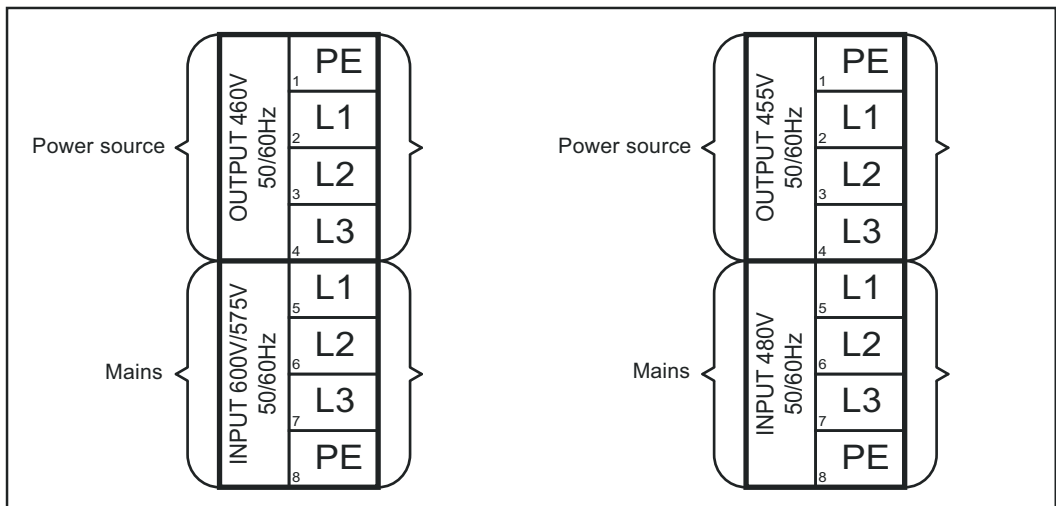 Power source
OUTPUT 460V
50/60Hz
1 PE
2 L1
3 L2
4 L3
Mains
INPUT 600V/575V
50/60Hz
5 L1
6 L2
7 L3
8 PE
Power source
OUTPUT 455V
50/60Hz
1 PE
2 L1
3 L2
4 L3
Mains
INPUT 480V
50/60Hz
5 L1
6 L2
7 L3
8 PE